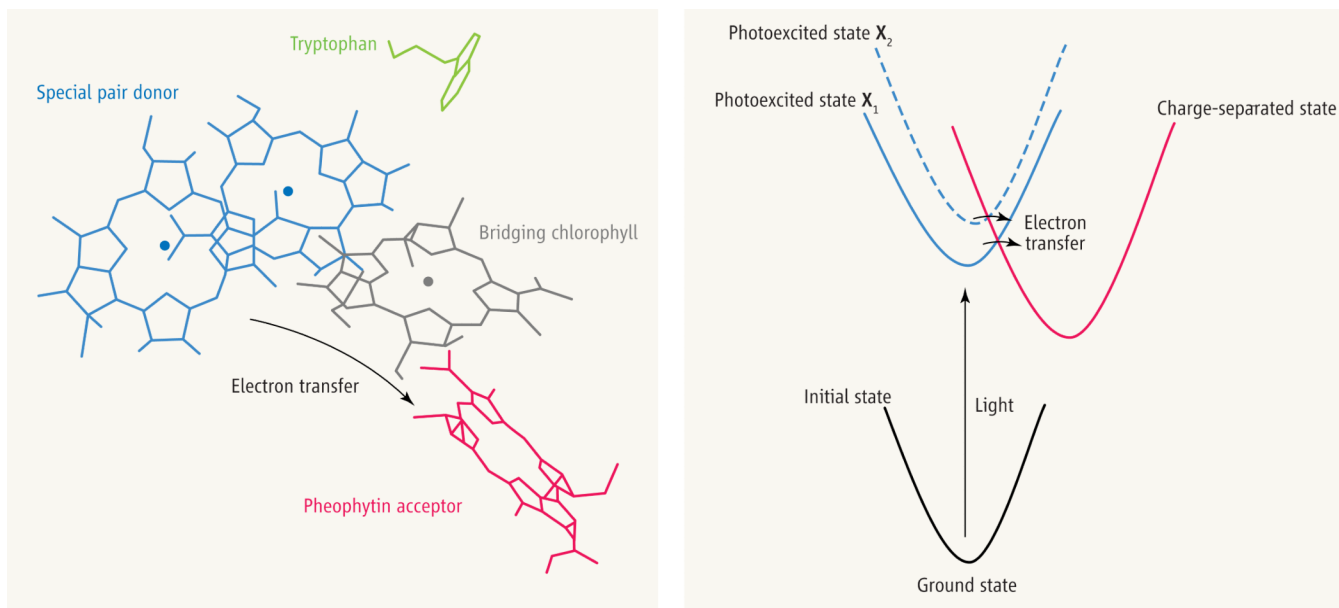 Tryptophan
Special pair donor
Bridging chlorophyll
Electron transfer
Pheophytin acceptor
Photoexcited state X₂
Photoexcited state X₁
Charge-separated state
Electron
transfer
Initial state
Light
Ground state